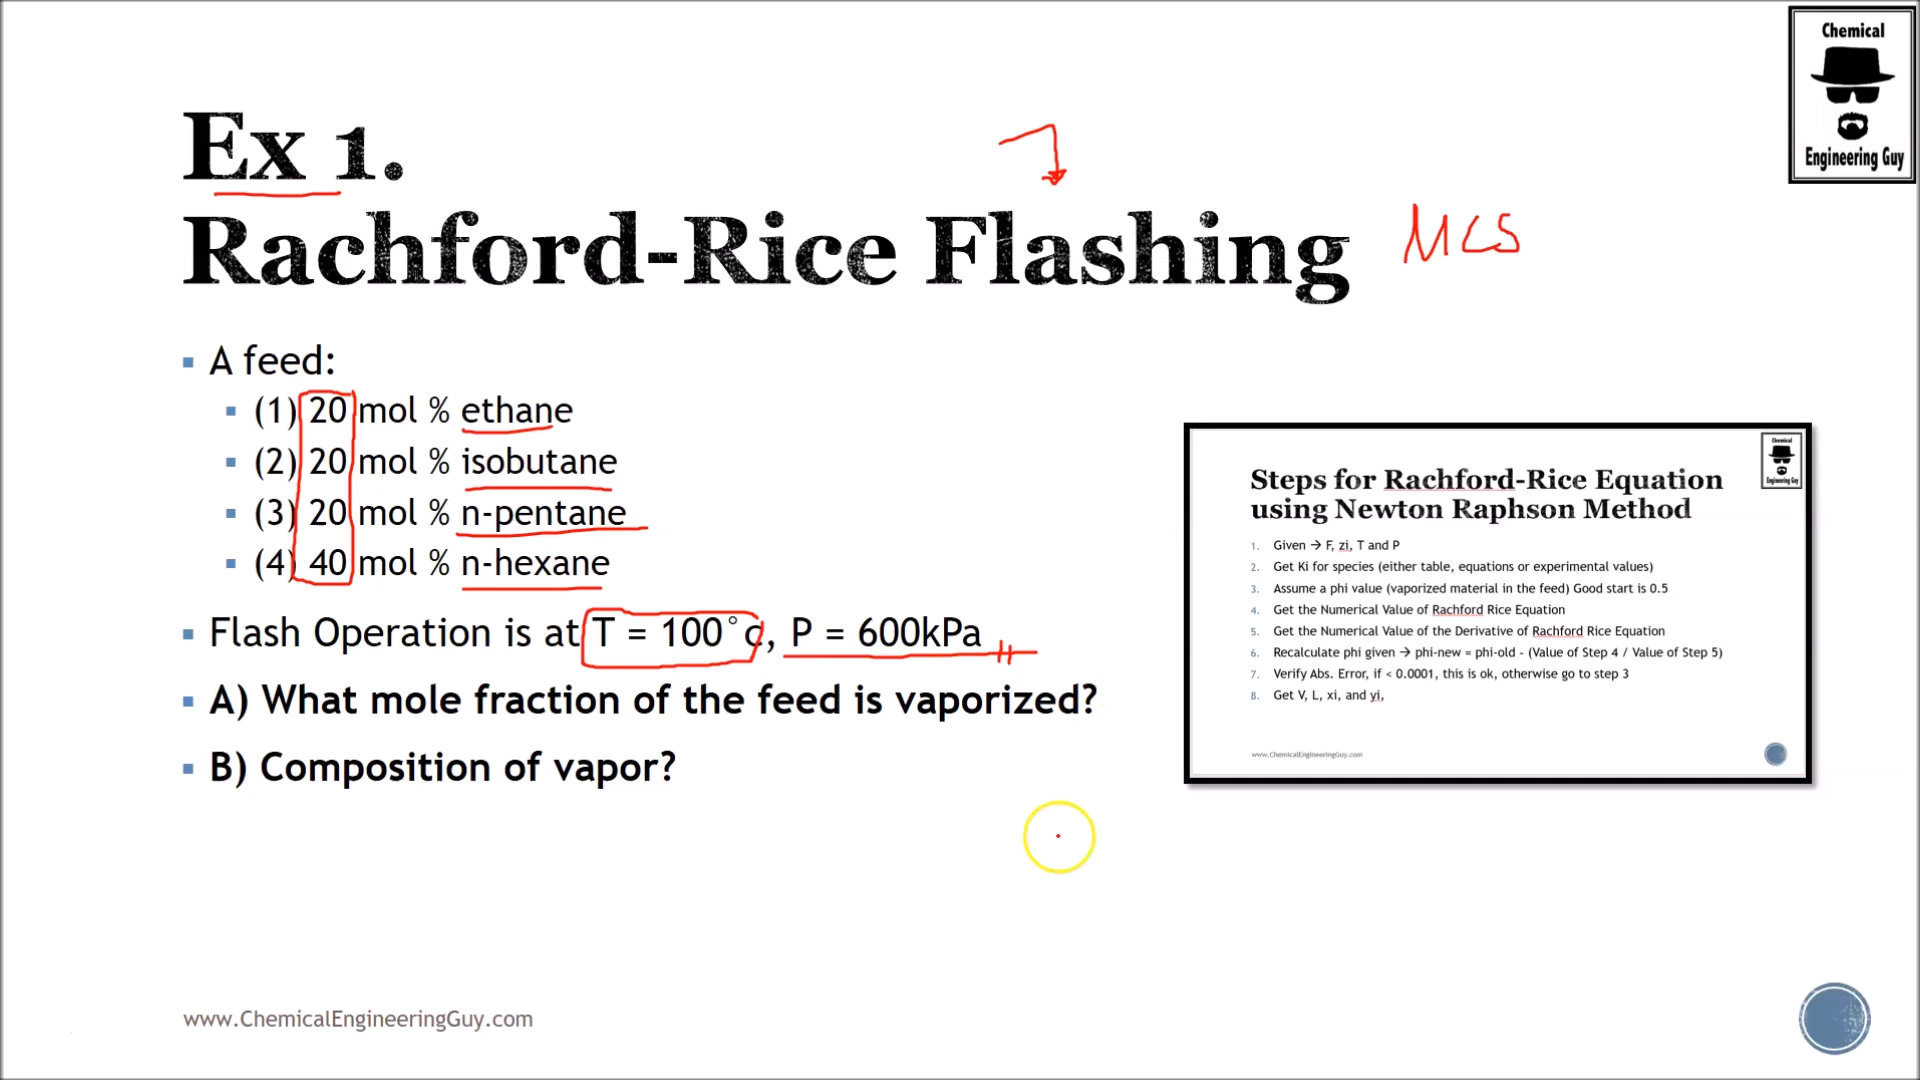 Chemical
Engineering Guy
Ex 1.
Rachford-Rice Flashing
MCS
▪ A feed:
▪ (1) 20 mol % ethane
▪ (2) 20 mol % isobutane
▪ (3) 20 mol % n-pentane
▪ (4) 40 mol % n-hexane
▪ Flash Operation is at T = 100°c, P = 600kPa
▪ A) What mole fraction of the feed is vaporized?
▪ B) Composition of vapor?
Chemical
Engineering Guy
Steps for Rachford-Rice Equation
using Newton Raphson Method
1. Given → F, zi, T and P
2. Get Ki for species (either table, equations or experimental values)
3. Assume a phi value (vaporized material in the feed) Good start is 0.5
4. Get the Numerical Value of Rachford Rice Equation
5. Get the Numerical Value of the Derivative of Rachford Rice Equation
6. Recalculate phi given → phi-new = phi-old - (Value of Step 4 / Value of Step 5)
7. Verify Abs. Error, if < 0.0001, this is ok, otherwise go to step 3
8. Get V, L, xi, and yi,
www.ChemicalEngineeringGuy.com
www.ChemicalEngineeringGuy.com